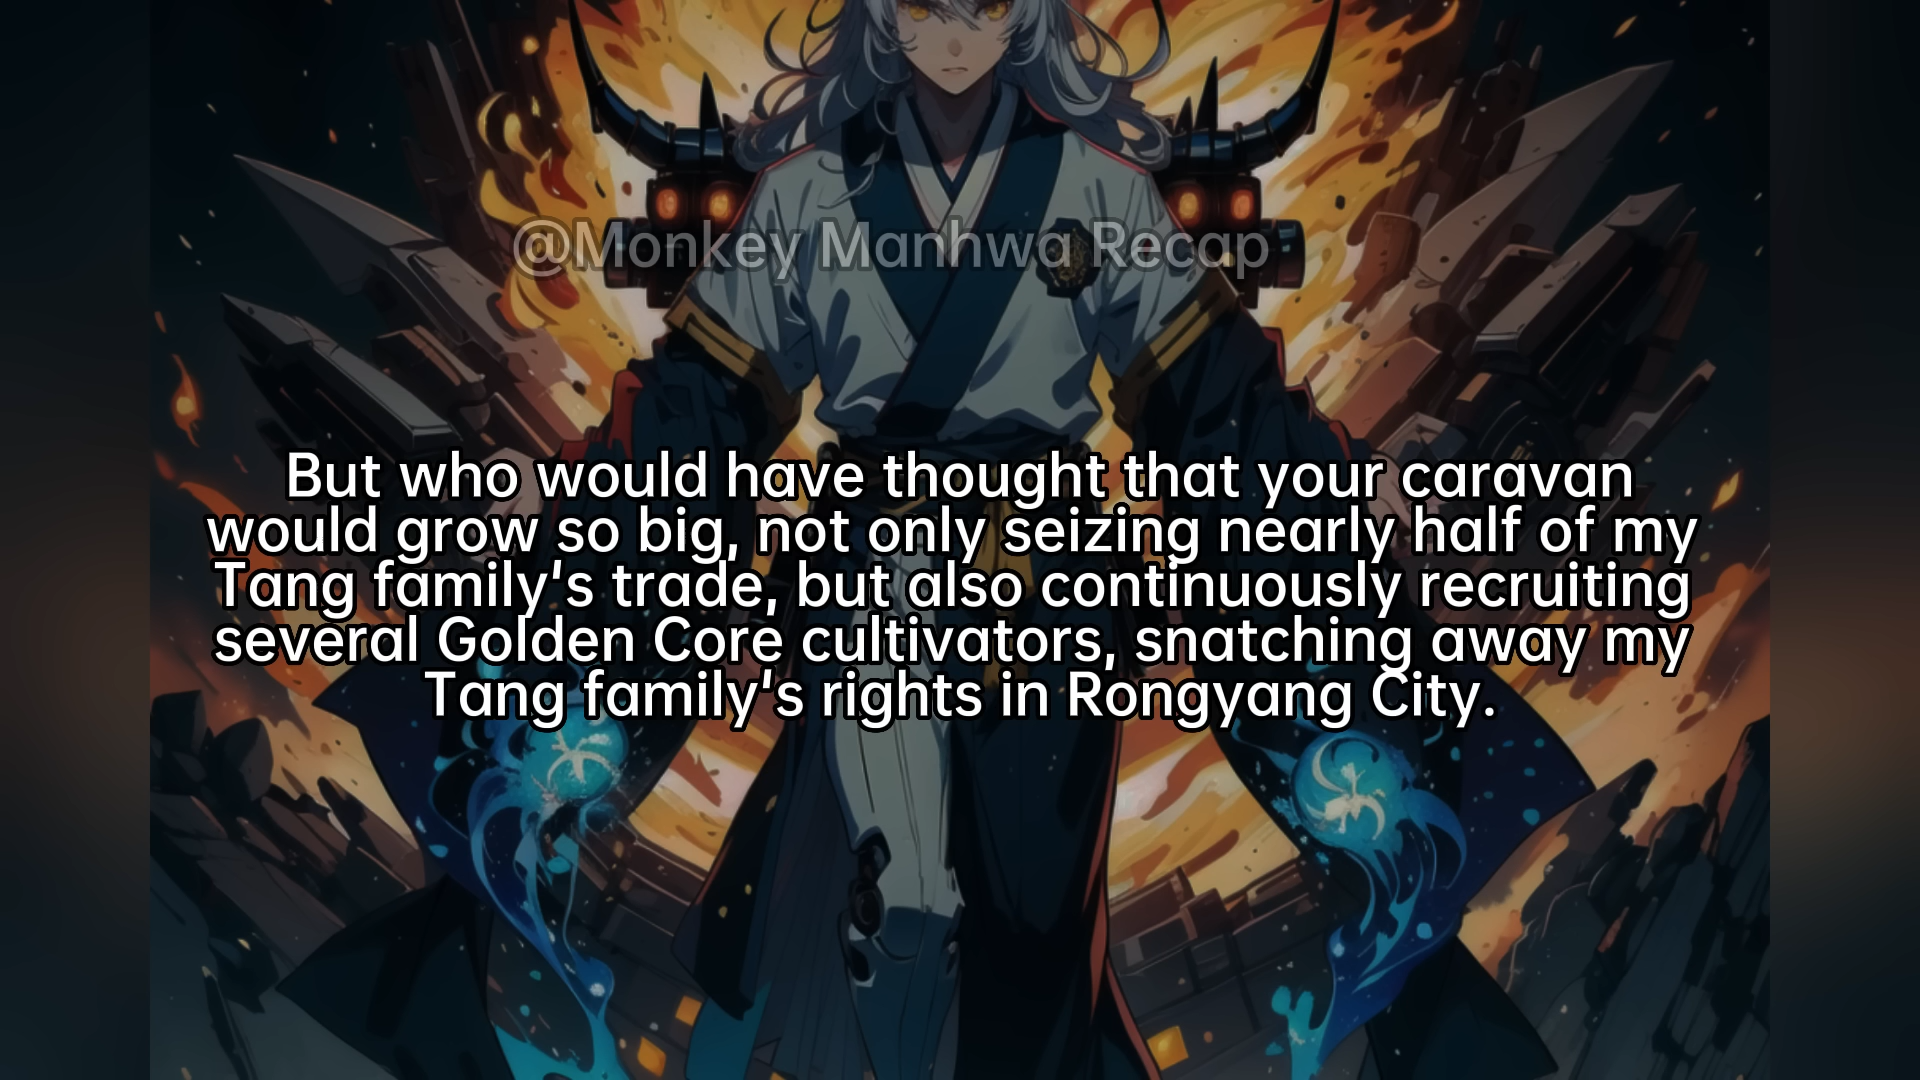 @Monkey Manhwa Recap
But who would have thought that your caravan
would grow so big, not only seizing nearly half of my
Tang family's trade, but also continuously recruiting
several Golden Core cultivators, snatching away my
Tang family's rights in Rongyang City.